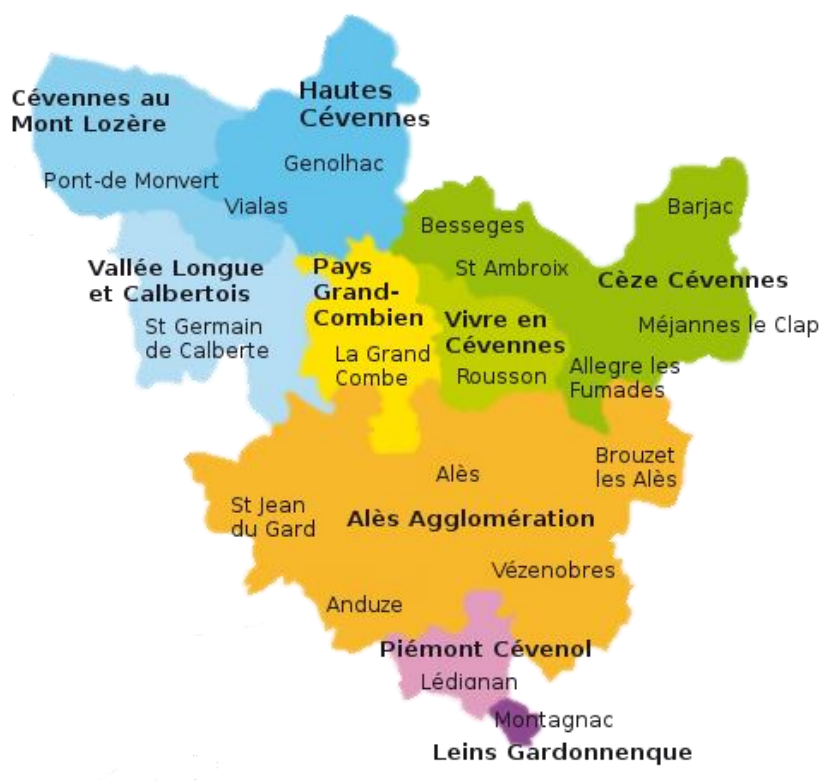 Cévennes au
Mont Lozère
Hautes
Cévennes
Genolhac
Pont-de Monvert
Vialas
Barjac
Besseges
Vallée Longue
et Calbertois
Pays
Grand-
Combien
St Ambroix
Cèze Cévennes
St Germain
de Calberte
Vivre en
Cévennes
Méjannes le Clap
La Grand
Combe
Rousson
Allegre les
Fumades
Brouzet
les Alès
Alès
St Jean
du Gard
Alès Agglomération
Vézenobres
Anduze
Piémont Cévenol
Lédignan
Montagnac
Leins Gardonnenque